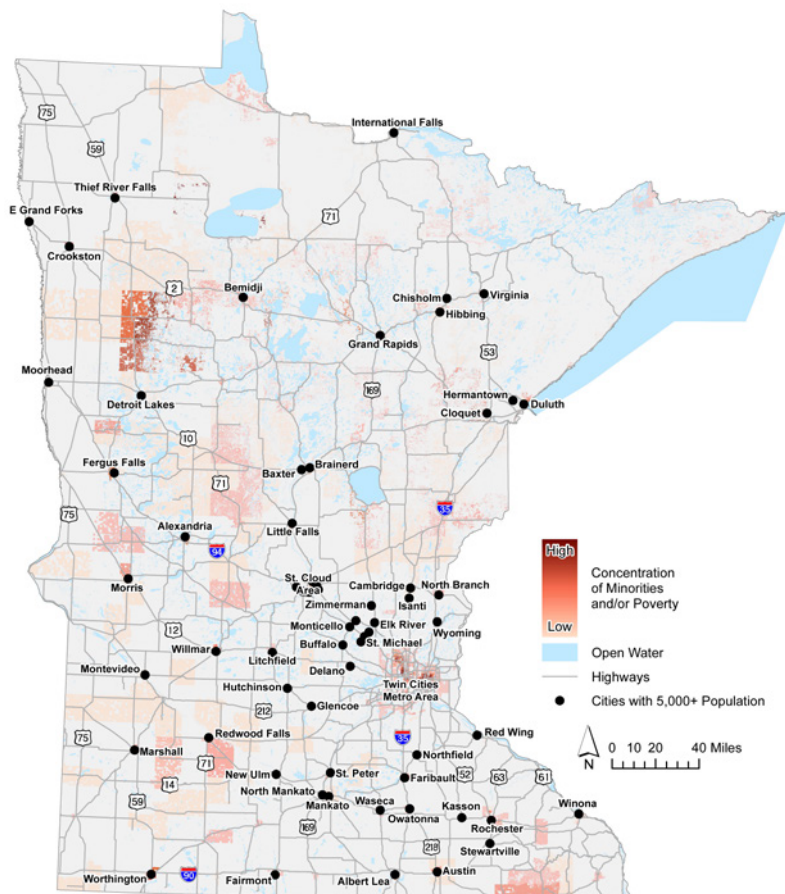 International Falls
75
59
Thief River Falls
71
E Grand Forks
Crookston
2
Bemidji
Chisholm
Virginia
Hibbing
Grand Rapids
53
Moorhead
169
Hermantown
Duluth
Detroit Lakes
Cloquet
10
Fergus Falls
71
Baxter
Brainerd
75
35
Alexandria
Little Falls
94
High
Concentration
of Minorities
and/or Poverty
Low
Morris
St. Cloud
Area
Cambridge
North Branch
Zimmerman
Isanti
12
Monticello
Elk River
Wyoming
Open Water
Willmar
Buffalo
St. Michael
Highways
Litchfield
Montevideo
Delano
Twin Cities
Metro Area
Cities with 5,000+ Population
Hutchinson
212
Glencoe
Redwood Falls
75
35
Red Wing
Marshall
71
Northfield
N
0 10 20 40 Miles
14
New Ulm
St. Peter
Faribault
52
63
61
59
North Mankato
Mankato
Waseca
Kasson
Winona
169
Owatonna
Rochester
218
Stewartville
Worthington
90
Fairmont
Albert Lea
Austin